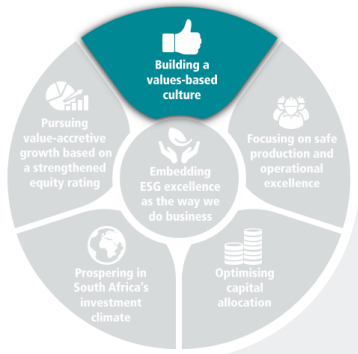 Building a
values-based
culture
Pursuing
value-accretive
growth based on
a strengthened
equity rating
Focusing on safe
production and
operational
excellence
Embedding
ESG excellence
as the way we
do business
Prospering in
South Africa's
investment
climate
Optimising
capital
allocation